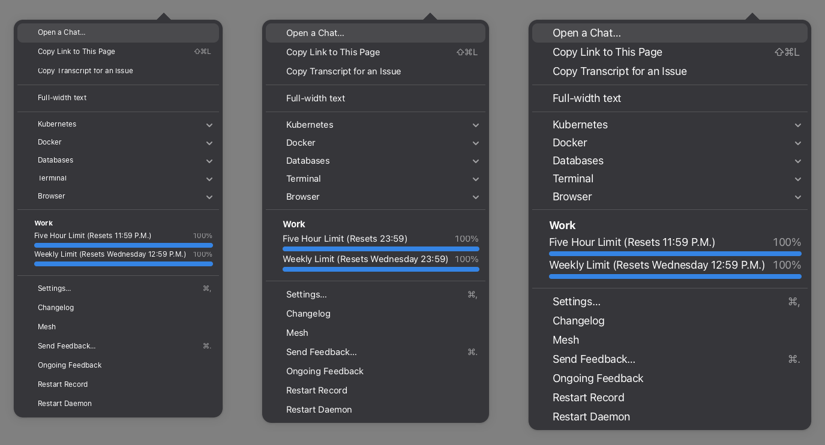 Open a Chat...
Copy Link to This Page ⇧⌘L
Copy Transcript for an Issue
Full-width text
Kubernetes
Docker
Databases
Terminal
Browser
Work
Five Hour Limit (Resets 11:59 P.M.) 100%
Weekly Limit (Resets Wednesday 12:59 P.M.) 100%
Settings... ⌘,
Changelog
Mesh
Send Feedback... ⌘.
Ongoing Feedback
Restart Record
Restart Daemon
Open a Chat...
Copy Link to This Page ⇧⌘L
Copy Transcript for an Issue
Full-width text
Kubernetes
Docker
Databases
Terminal
Browser
Work
Five Hour Limit (Resets 23:59) 100%
Weekly Limit (Resets Wednesday 23:59) 100%
Settings... ⌘,
Changelog
Mesh
Send Feedback... ⌘.
Ongoing Feedback
Restart Record
Restart Daemon
Open a Chat...
Copy Link to This Page ⇧⌘L
Copy Transcript for an Issue
Full-width text
Kubernetes
Docker
Databases
Terminal
Browser
Work
Five Hour Limit (Resets 11:59 P.M.) 100%
Weekly Limit (Resets Wednesday 12:59 P.M.) 100%
Settings... ⌘,
Changelog
Mesh
Send Feedback... ⌘.
Ongoing Feedback
Restart Record
Restart Daemon